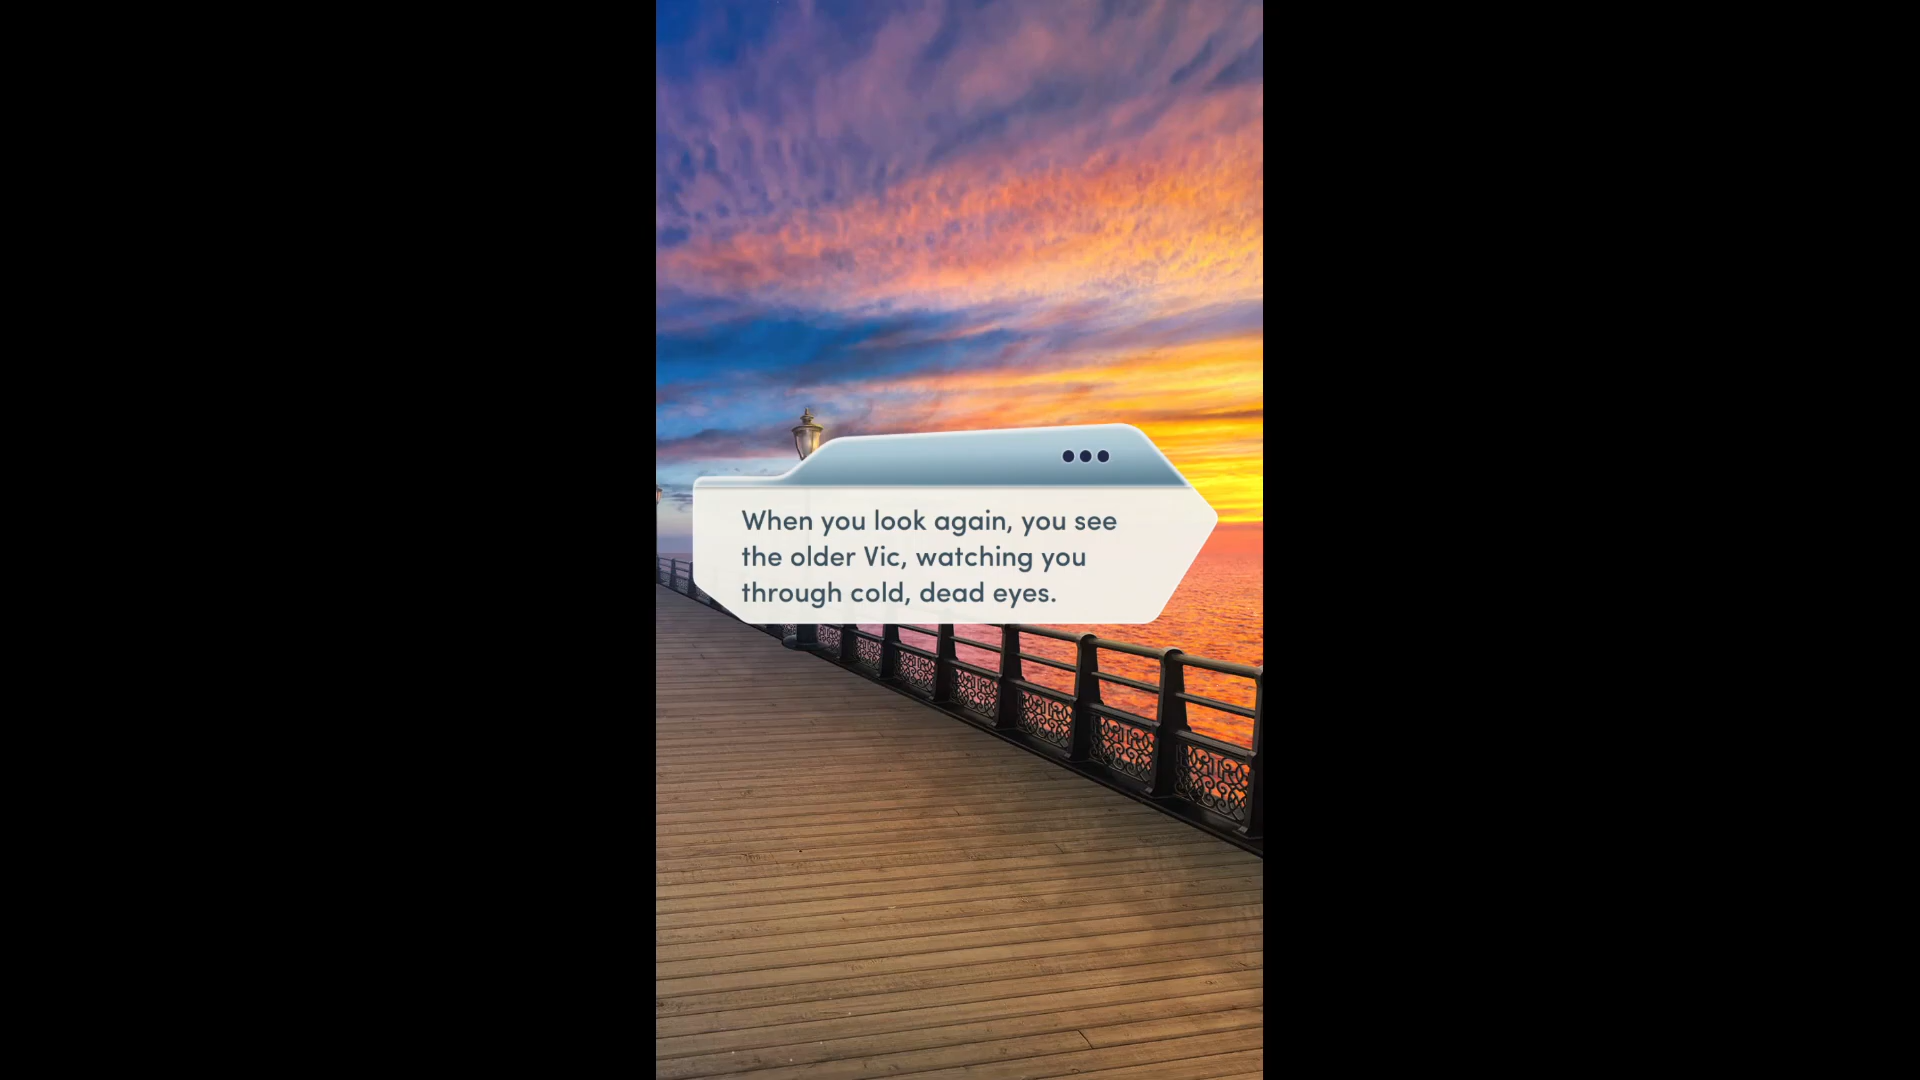 When you look again, you see
the older Vic, watching you
through cold, dead eyes.